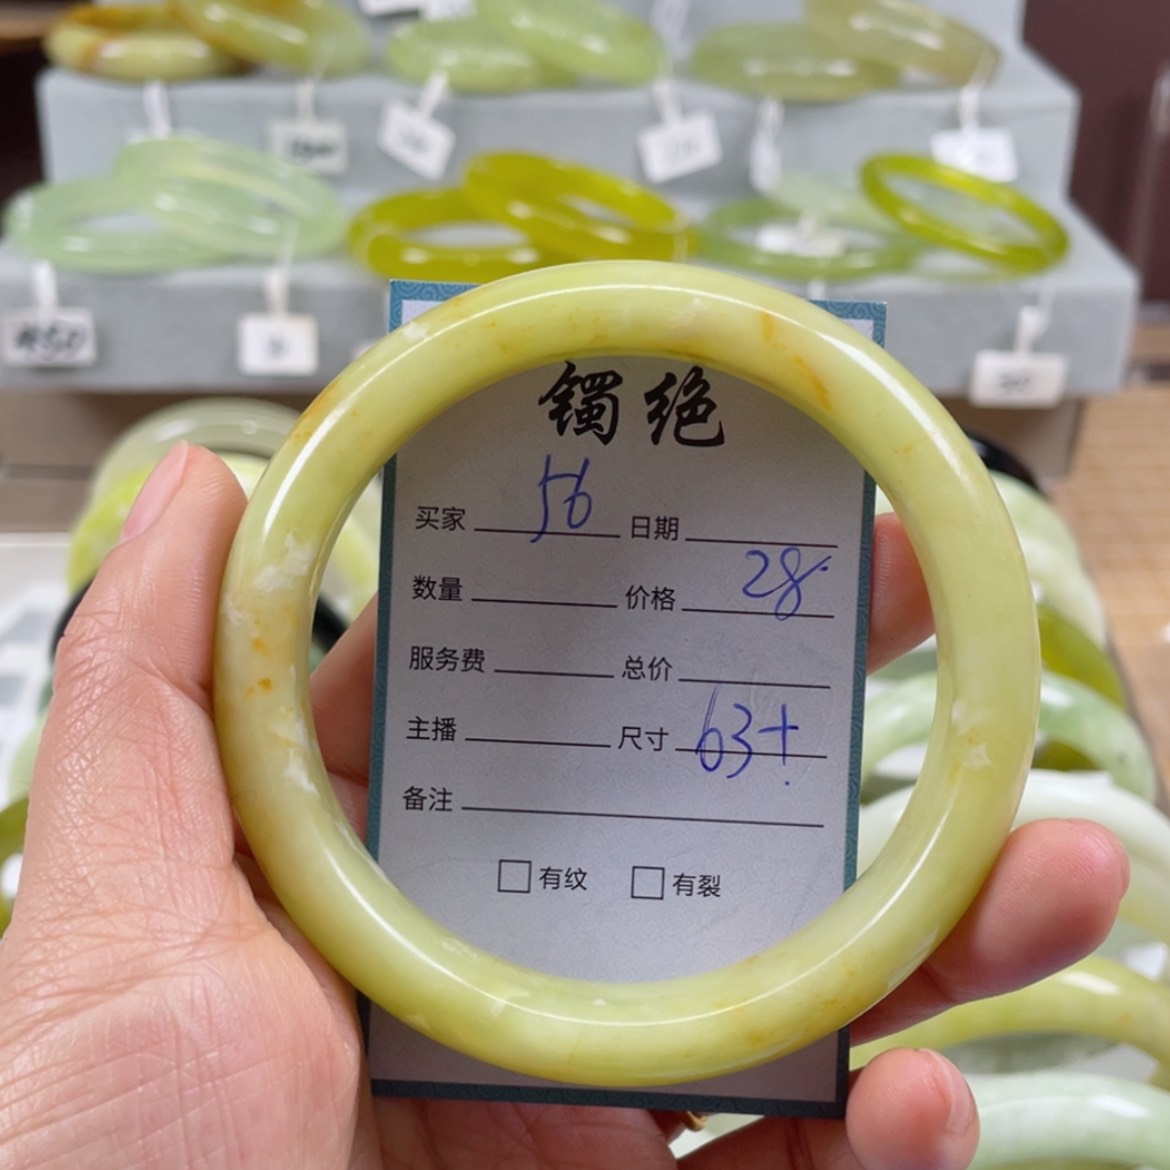 镯绝
买家 56 日期
数量 价格 28.
服务费 总价
主播 尺寸 63+
备注
有纹 有裂